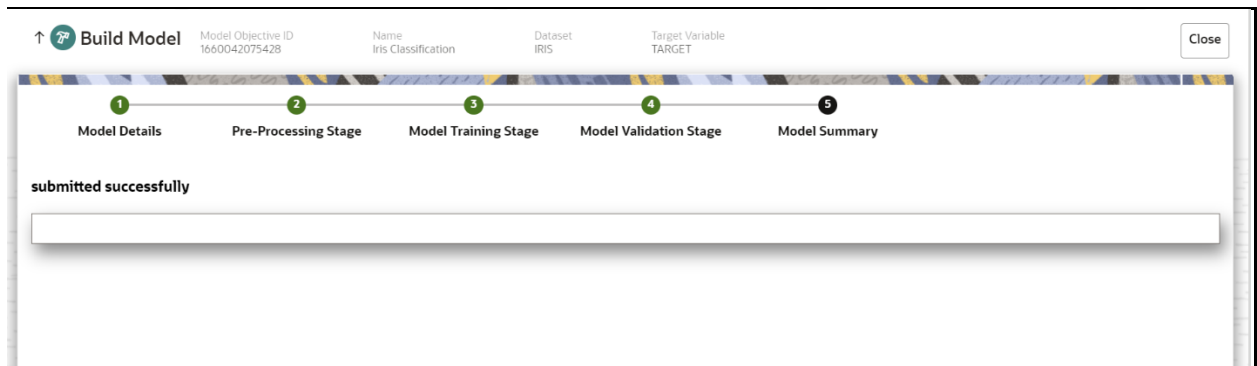 Build Model
Model Objective ID
1660042075428
Name
Iris Classification
Dataset
IRIS
Target Variable
TARGET
Close
1 2 3 4 5
Model Details Pre-Processing Stage Model Training Stage Model Validation Stage Model Summary
submitted successfully